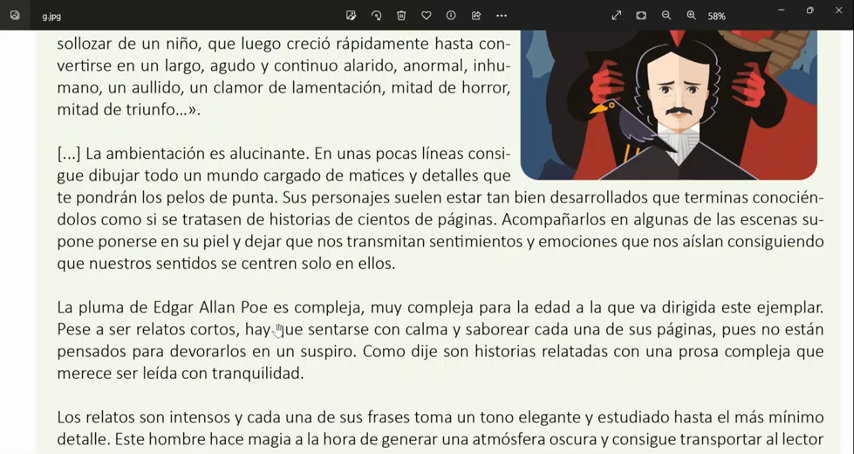 g.jpg
58%
sollozar de un niño, que luego creció rápidamente hasta con-
vertirse en un largo, agudo y continuo alarido, anormal, inhu-
mano, un aullido, un clamor de lamentación, mitad de horror,
mitad de triunfo...».
[...] La ambientación es alucinante. En unas pocas líneas consi-
gue dibujar todo un mundo cargado de matices y detalles que
te pondrán los pelos de punta. Sus personajes suelen estar tan bien desarrollados que terminas conocién-
dolos como si se tratasen de historias de cientos de páginas. Acompañarlos en algunas de las escenas su-
pone ponerse en su piel y dejar que nos transmitan sentimientos y emociones que nos aíslan consiguiendo
que nuestros sentidos se centren solo en ellos.
La pluma de Edgar Allan Poe es compleja, muy compleja para la edad a la que va dirigida este ejemplar.
Pese a ser relatos cortos, hay que sentarse con calma y saborear cada una de sus páginas, pues no están
pensados para devorarlos en un suspiro. Como dije son historias relatadas con una prosa compleja que
merece ser leída con tranquilidad.
Los relatos son intensos y cada una de sus frases toma un tono elegante y estudiado hasta el más mínimo
detalle. Este hombre hace magia a la hora de generar una atmósfera oscura y consigue transportar al lector